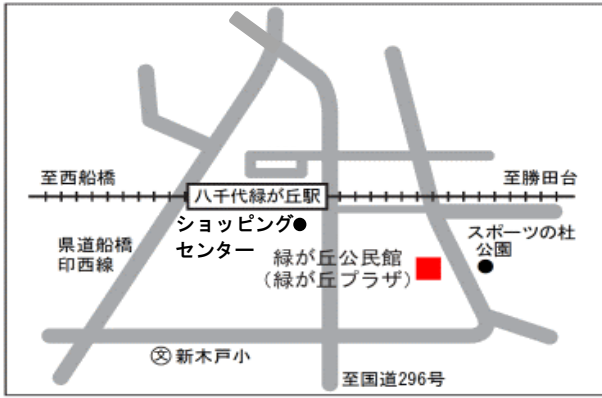 至西船橋
八千代緑が丘駅
至勝田台
ショッピング
センター
スポーツの杜
公園
県道船橋
印西線
緑が丘公民館
（緑が丘プラザ）
文 新木戸小
至国道296号